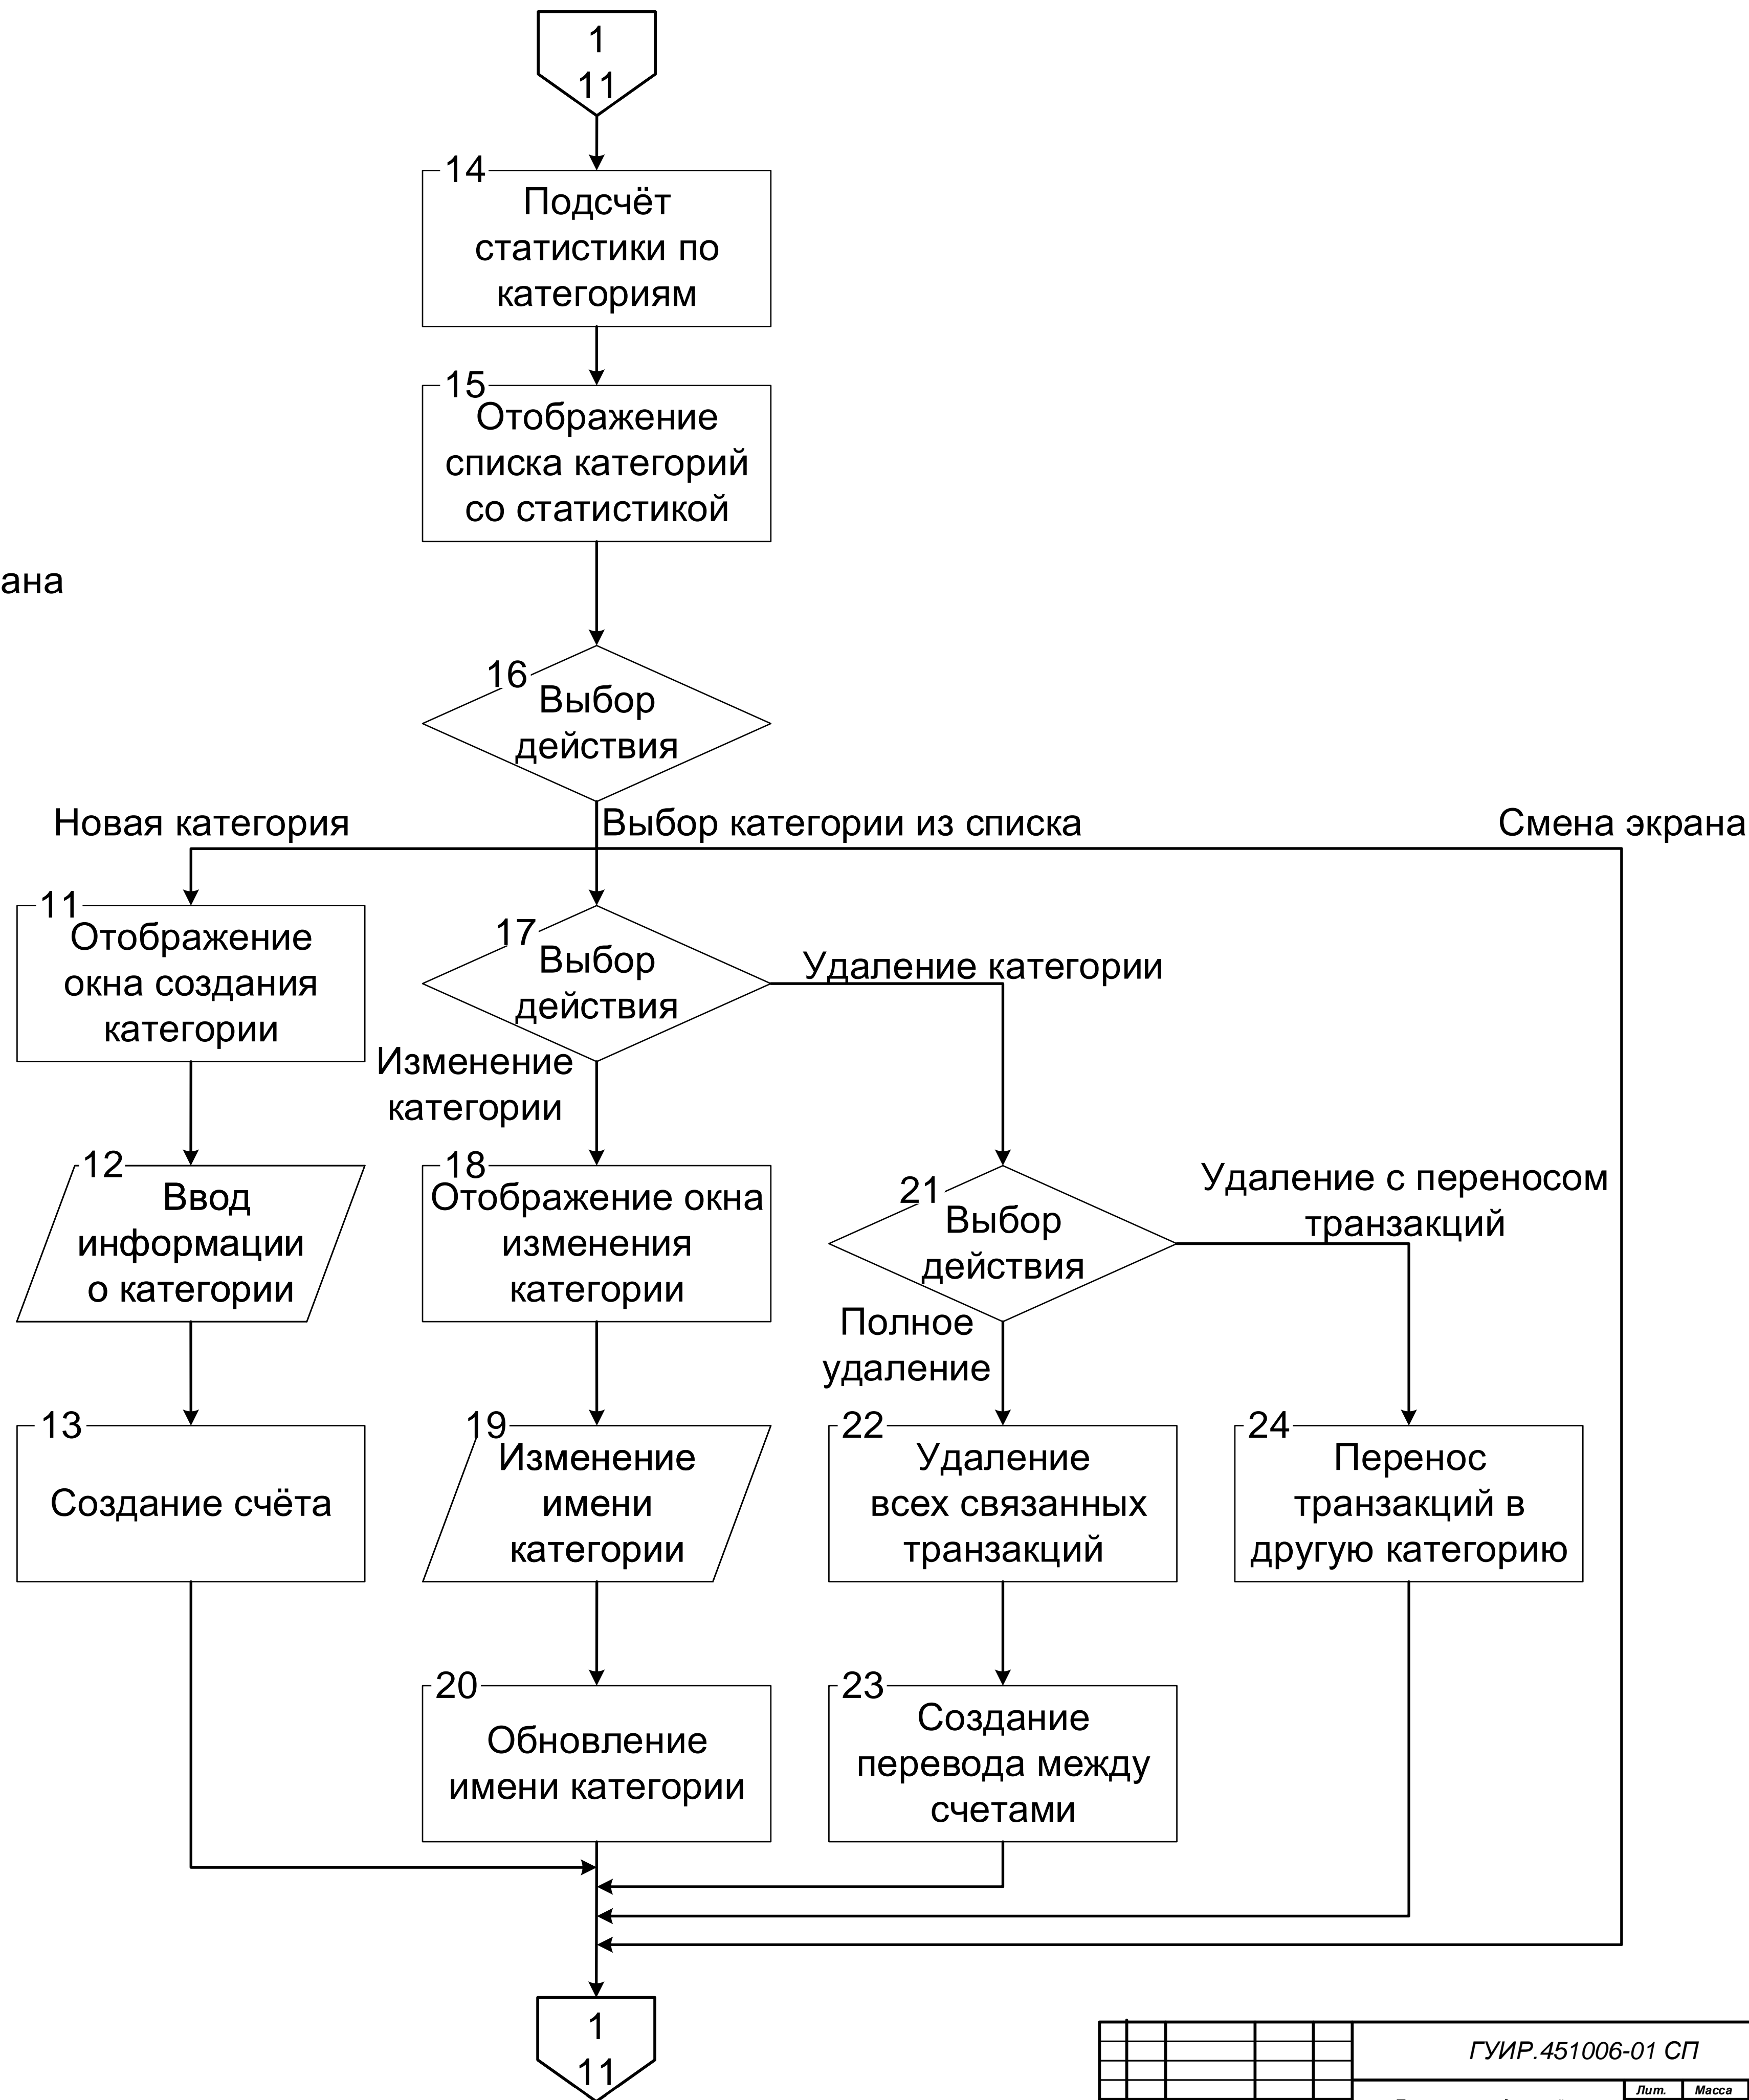 1
11
14
Подсчёт
статистики по
категориям
15
Отображение
списка категорий
со статистикой
ана
16
Выбор
действия
Новая категория
Выбор категории из списка
Смена экрана
11
Отображение
окна создания
категории
17
Выбор
действия
Удаление категории
Изменение
категории
12
Ввод
информации
о категории
18
Отображение окна
изменения
категории
21
Выбор
действия
Удаление с переносом
транзакций
Полное
удаление
13
Создание счёта
19
Изменение
имени
категории
22
Удаление
всех связанных
транзакций
24
Перенос
транзакций в
другую категорию
20
Обновление
имени категории
23
Создание
перевода между
счетами
1
11
ГУИР.451006-01 СП
Лит.
Масса